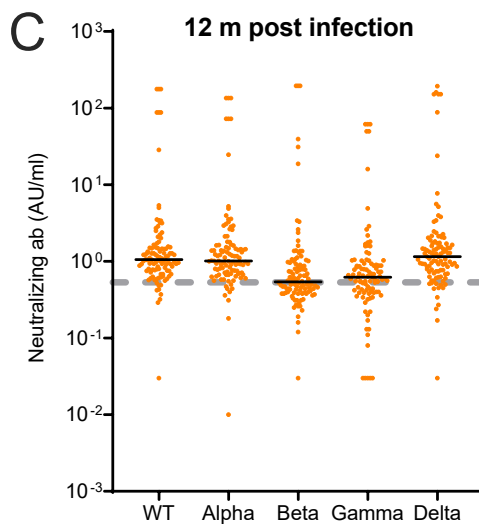 C
12 m post infection
Neutralizing ab (AU/ml)
10³
10²
10¹
10⁰
10⁻¹
10⁻²
10⁻³
WT Alpha Beta Gamma Delta